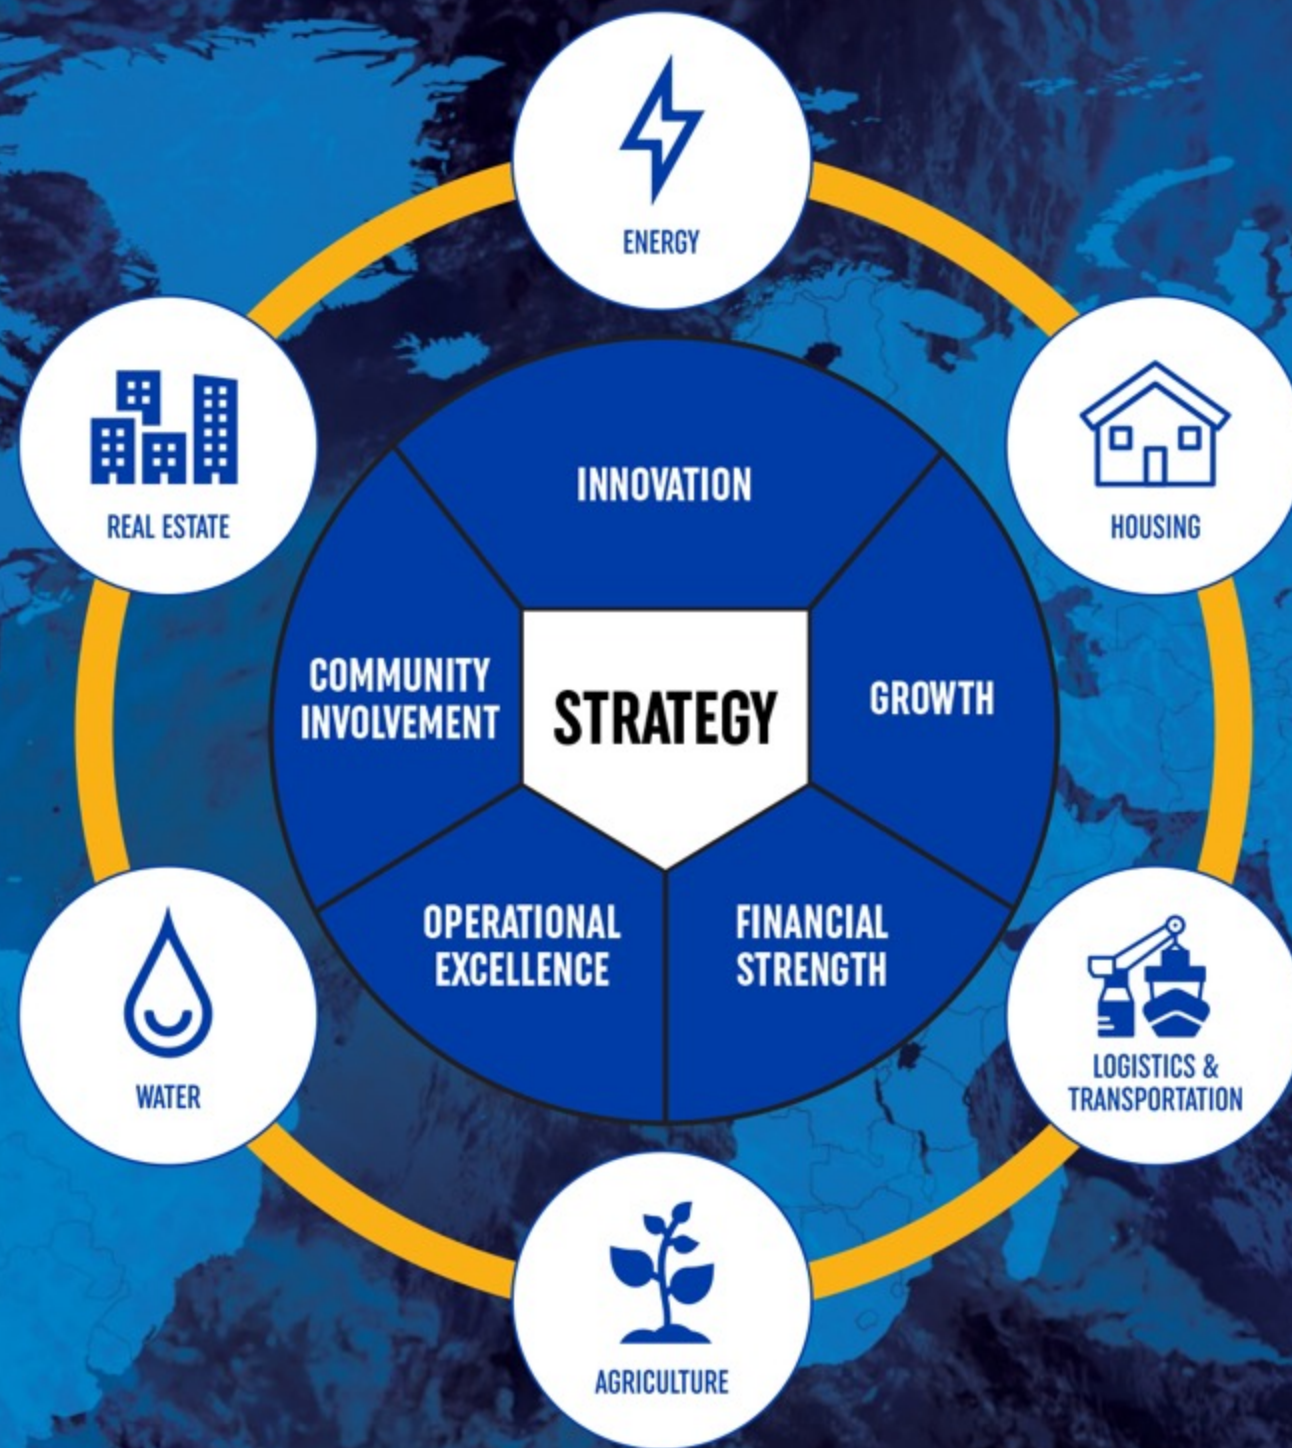 ENERGY
REAL ESTATE
HOUSING
INNOVATION
COMMUNITY
INVOLVEMENT
STRATEGY
GROWTH
OPERATIONAL
EXCELLENCE
FINANCIAL
STRENGTH
WATER
LOGISTICS &
TRANSPORTATION
AGRICULTURE